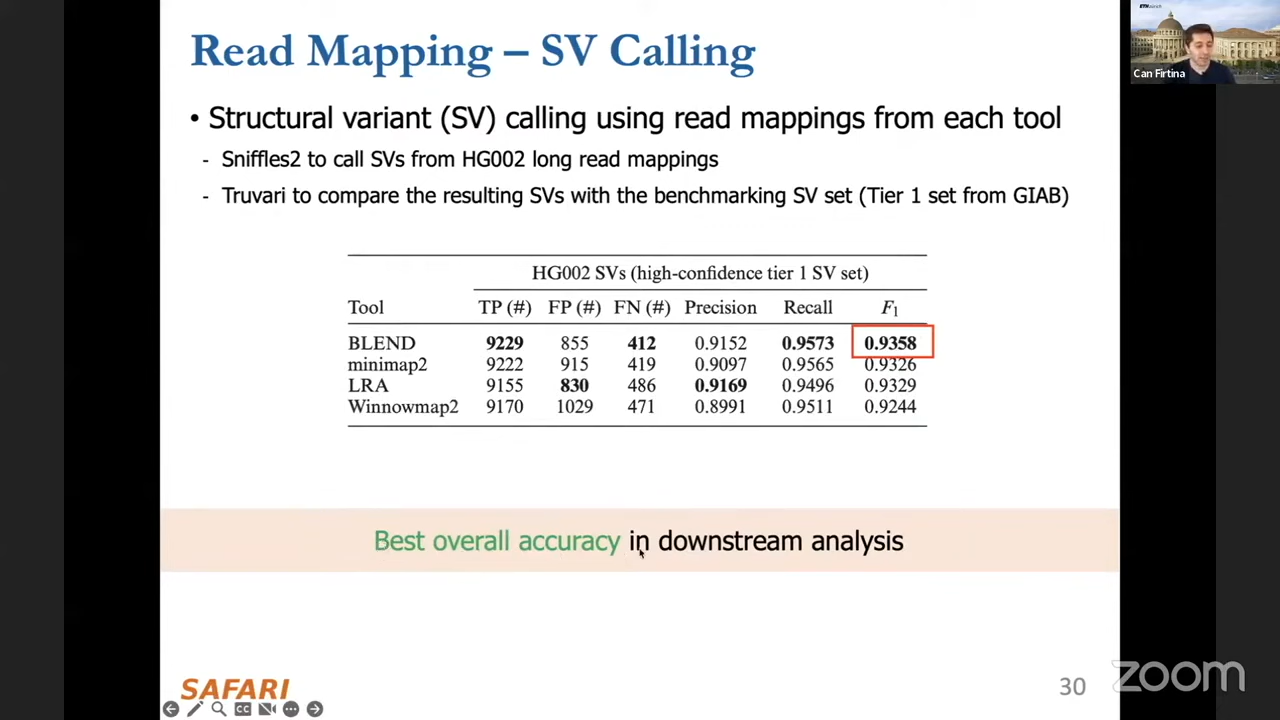 Read Mapping – SV Calling
• Structural variant (SV) calling using read mappings from each tool
- Sniffles2 to call SVs from HG002 long read mappings
- Truvari to compare the resulting SVs with the benchmarking SV set (Tier 1 set from GIAB)
HG002 SVs (high-confidence tier 1 SV set)
Tool TP (#) FP (#) FN (#) Precision Recall F1
BLEND 9229 855 412 0.9152 0.9573 0.9358
minimap2 9222 915 419 0.9097 0.9565 0.9326
LRA 9155 830 486 0.9169 0.9496 0.9329
Winnowmap2 9170 1029 471 0.8991 0.9511 0.9244
Best overall accuracy in downstream analysis
SAFARI
30
zoom
ETH zürich
Can Firtina